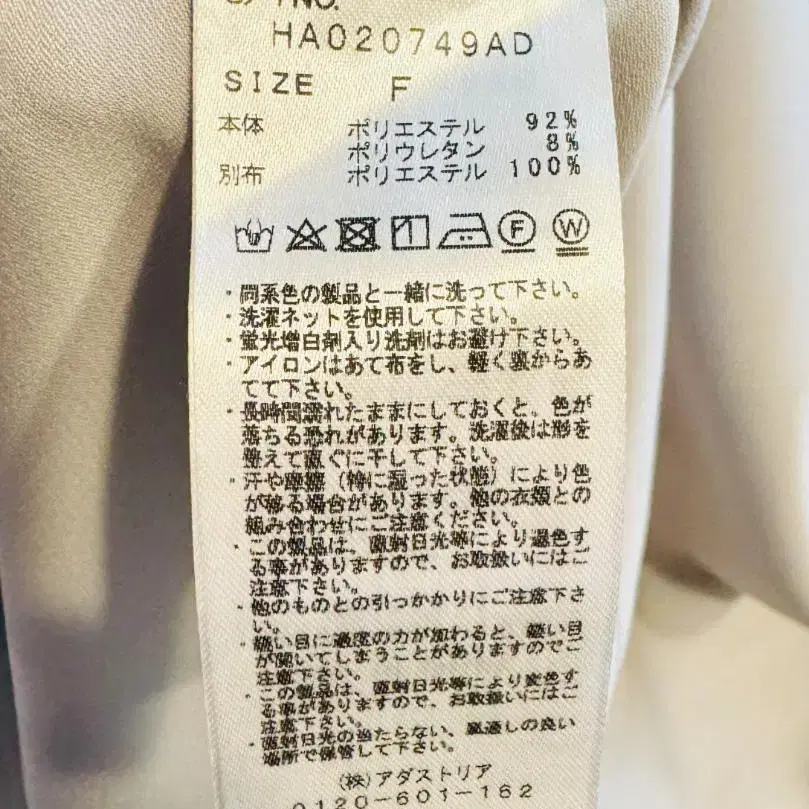 HA020749AD
SIZE F
本体 ポリエステル 92%
ポリウレタン 8%
別布 ポリエステル 100%
F W
・同系色の製品と一緒に洗って下さい。
・洗濯ネットを使用して下さい。
・蛍光増白剤入り洗剤はお避け下さい。
・アイロンはあて布をし、軽く裏からあ
てて下さい。
・長時間濡れたままにしておくと、色が
落ちる恐れがあります。洗濯後は形を
整えて直ぐに干して下さい。
・汗や摩擦（特に湿った状態）により色
が移る場合があります。他の衣類との
組み合わせにご注意ください。
・この製品は、直射日光等により退色す
る事がありますので、お取扱いにはご
注意下さい。
・他のものとの引っかかりにご注意下さ
い。
・縫い目に過度の力が加わると、縫い目
が開いてしまうことがありますのでご
注意下さい。
・この製品は、直射日光等により変色す
る事がありますので、お取扱いにはご
注意下さい。
・直射日光の当たらない、風通しの良い
場所で保管して下さい。
(株)アダストリア
0120-601-162